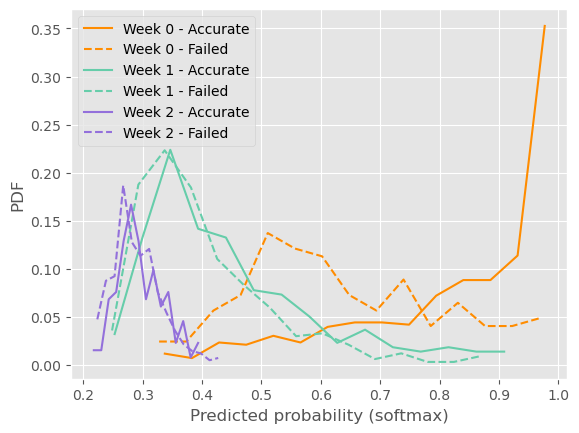 Week 0 - Accurate
Week 0 - Failed
Week 1 - Accurate
Week 1 - Failed
Week 2 - Accurate
Week 2 - Failed
0.35
0.30
0.25
0.20
0.15
0.10
0.05
0.00
PDF
0.2 0.3 0.4 0.5 0.6 0.7 0.8 0.9 1.0
Predicted probability (softmax)